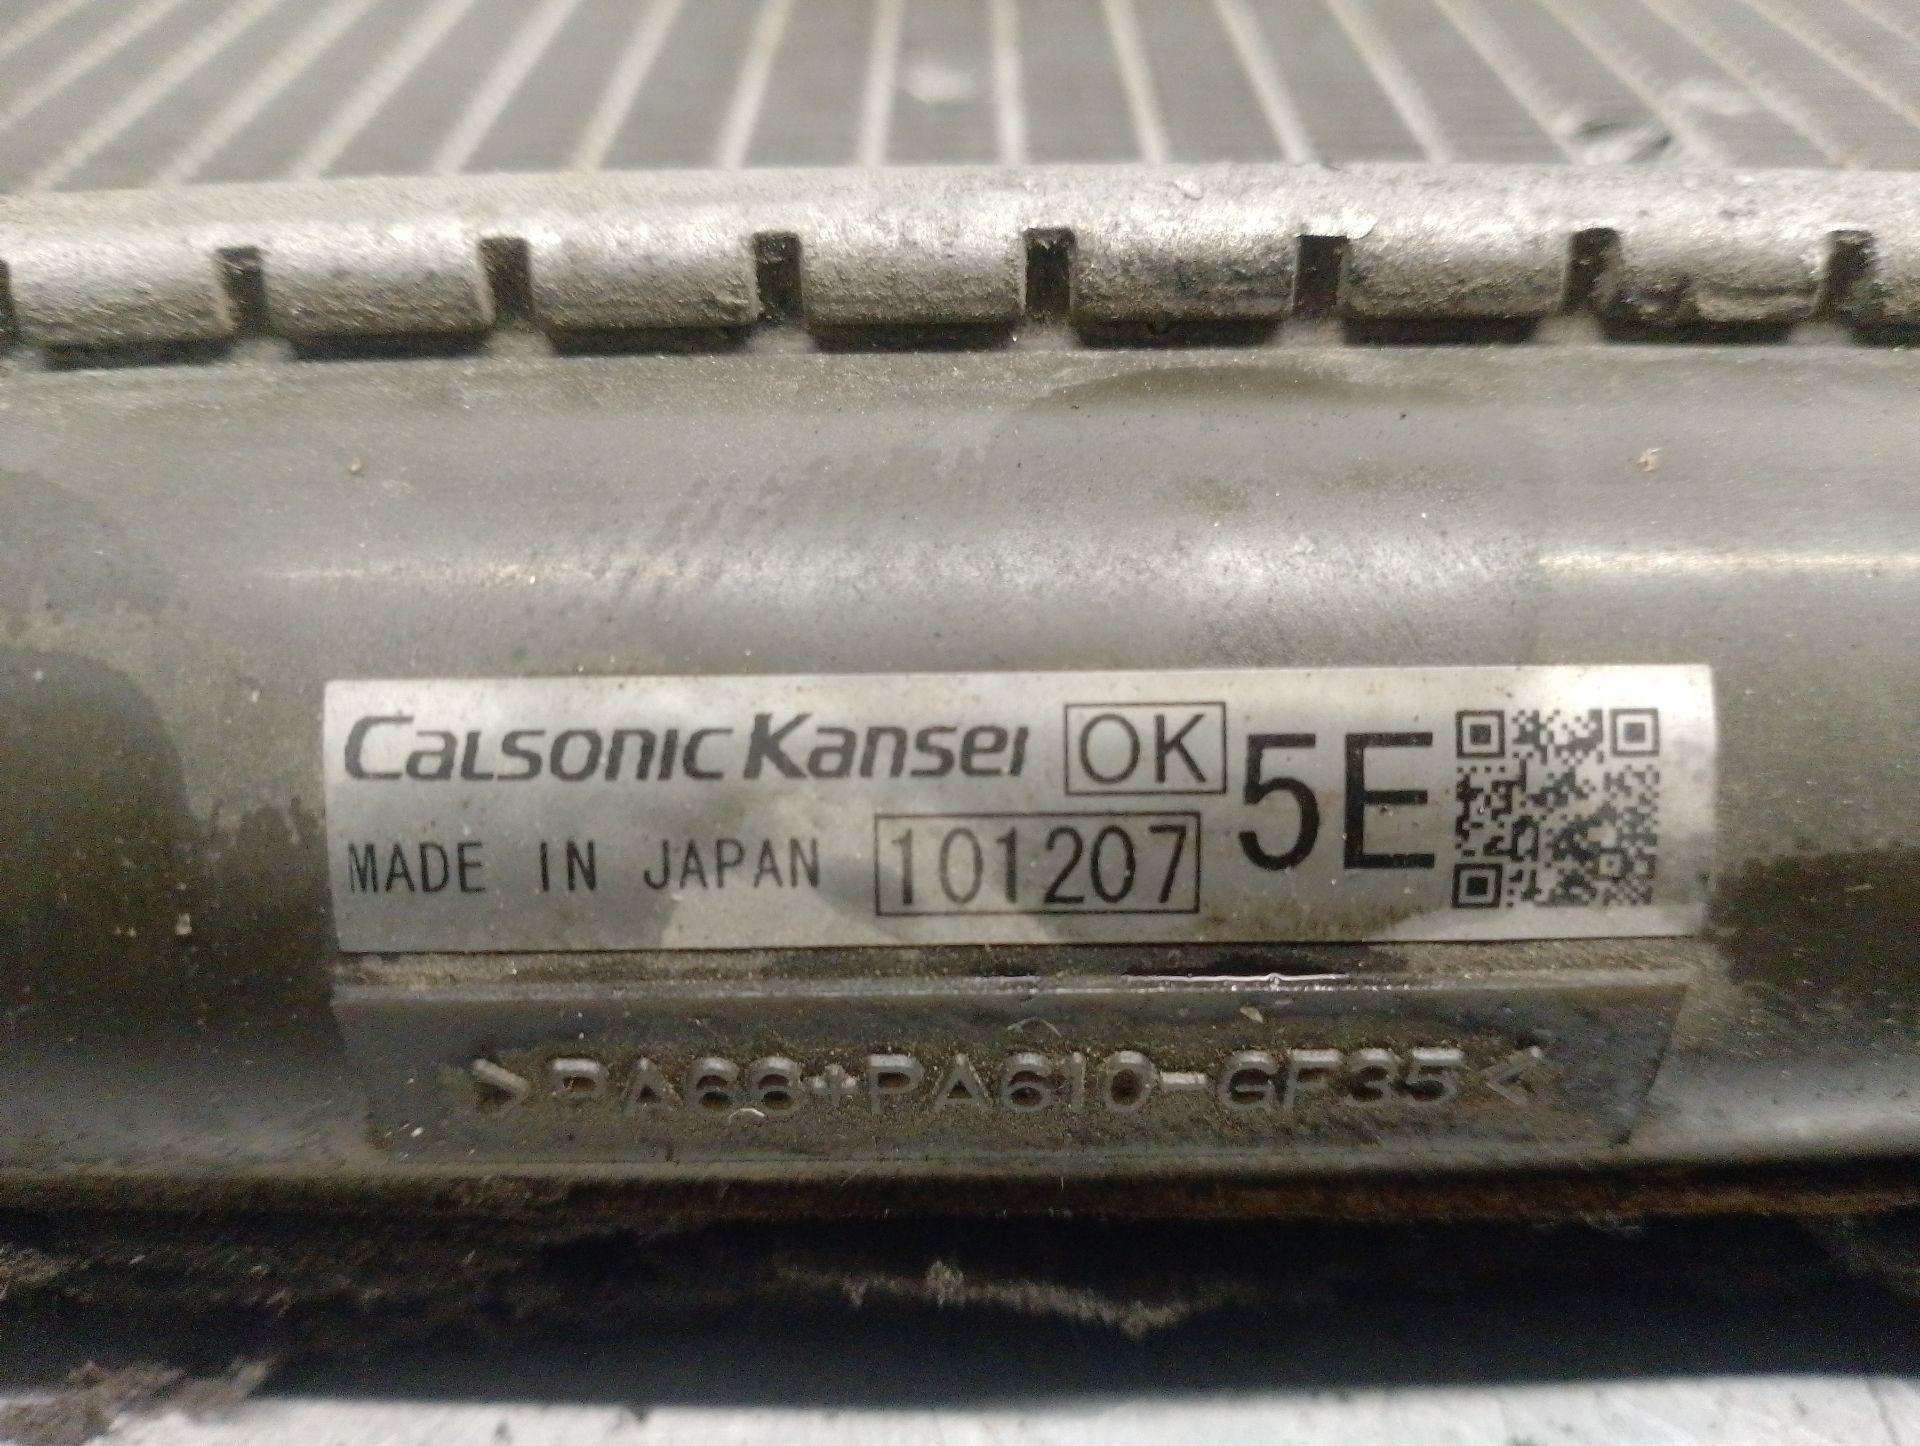 CALSONIC KANSEI OK 5E
MADE IN JAPAN 101207
>PA66+PA610-GF35<